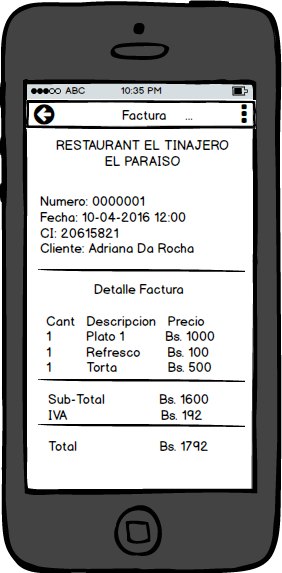 ABC 10:35 PM
Factura ...
RESTAURANT EL TINAJERO
EL PARAISO
Numero: 0000001
Fecha: 10-04-2016 12:00
CI: 20615821
Cliente: Adriana Da Rocha
Detalle Factura
Cant Descripcion Precio
1 Plato 1 Bs. 1000
1 Refresco Bs. 100
1 Torta Bs. 500
Sub-Total Bs. 1600
IVA Bs. 192
Total Bs. 1792